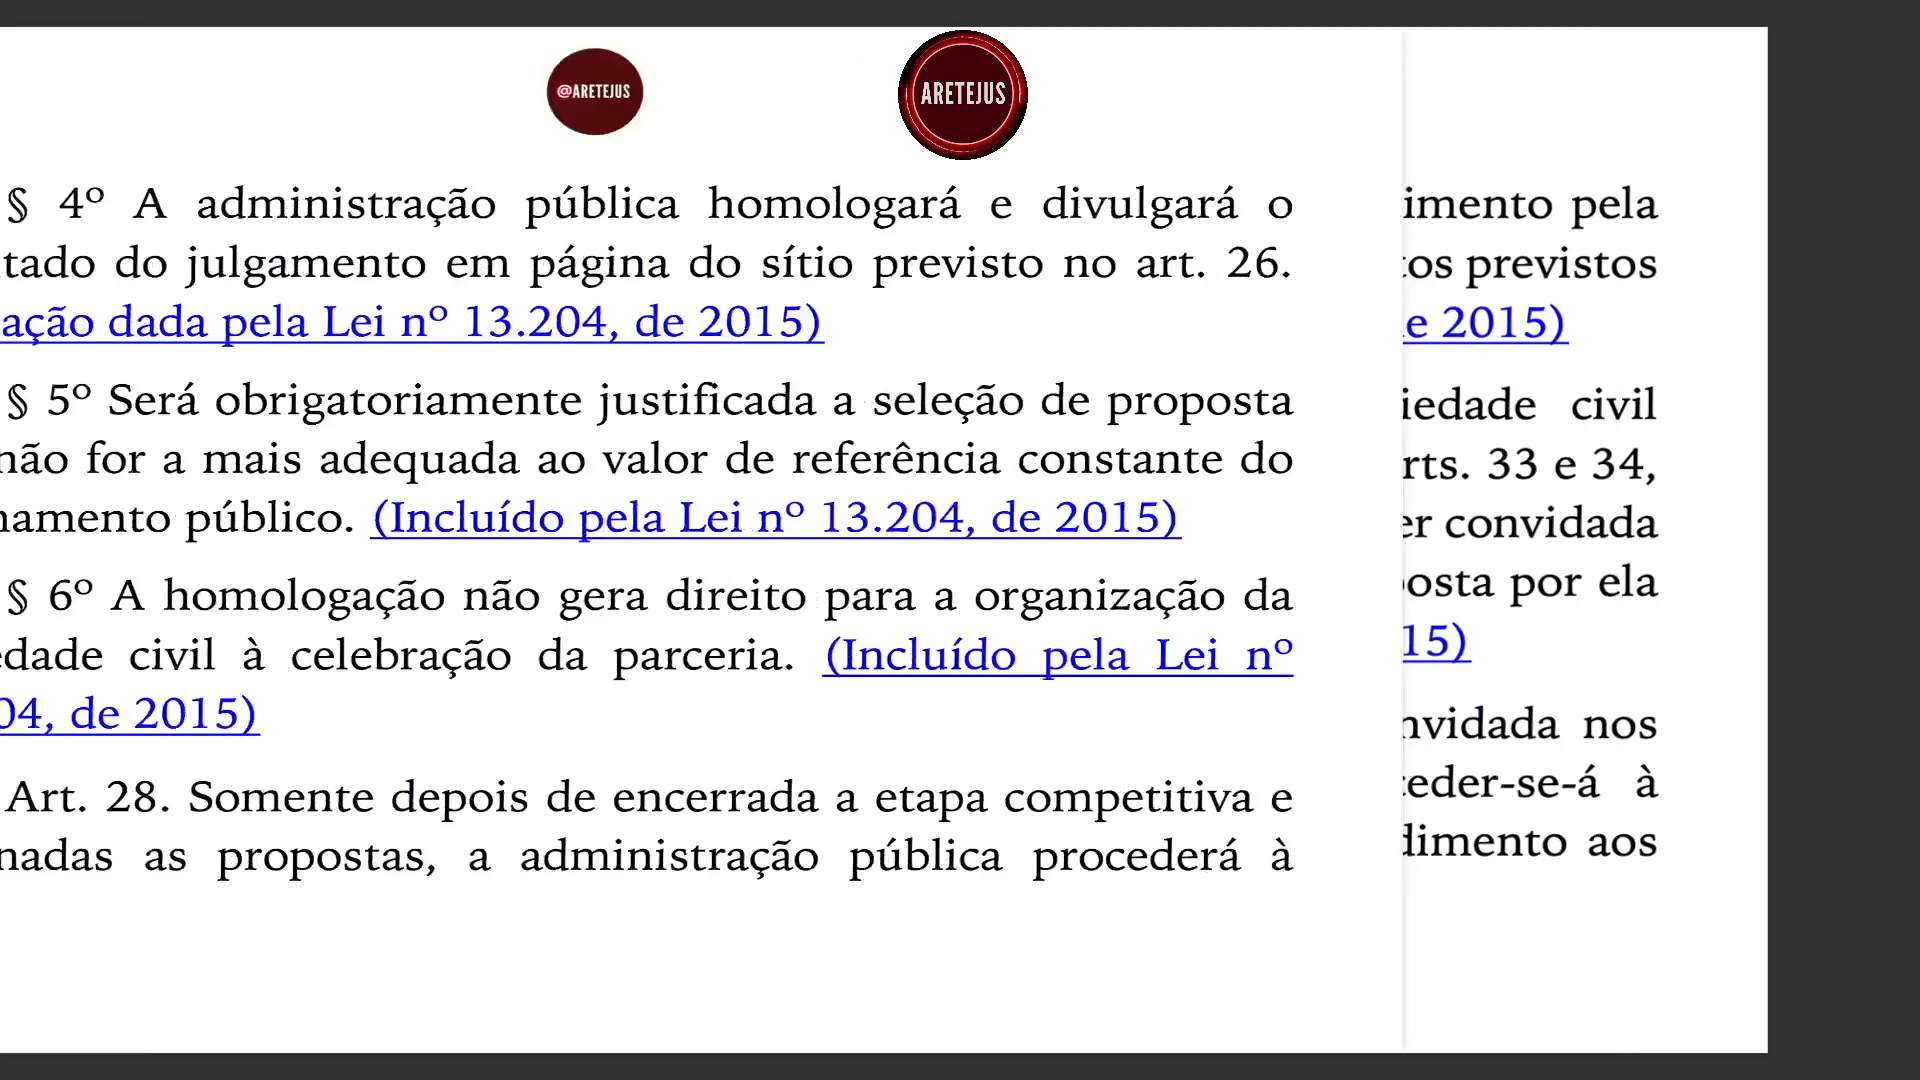 @ARETEJUS
ARETEJUS
§ 4º A administração pública homologará e divulgará o
tado do julgamento em página do sítio previsto no art. 26.
ação dada pela Lei nº 13.204, de 2015)
§ 5º Será obrigatoriamente justificada a seleção de proposta
não for a mais adequada ao valor de referência constante do
namento público. (Incluído pela Lei nº 13.204, de 2015)
§ 6º A homologação não gera direito para a organização da
edade civil à celebração da parceria. (Incluído pela Lei nº
04, de 2015)
Art. 28. Somente depois de encerrada a etapa competitiva e
nadas as propostas, a administração pública procederá à
imento pela
tos previstos
e 2015)
iedade civil
rts. 33 e 34,
er convidada
posta por ela
15)
nvidada nos
ceder-se-á à
dimento aos